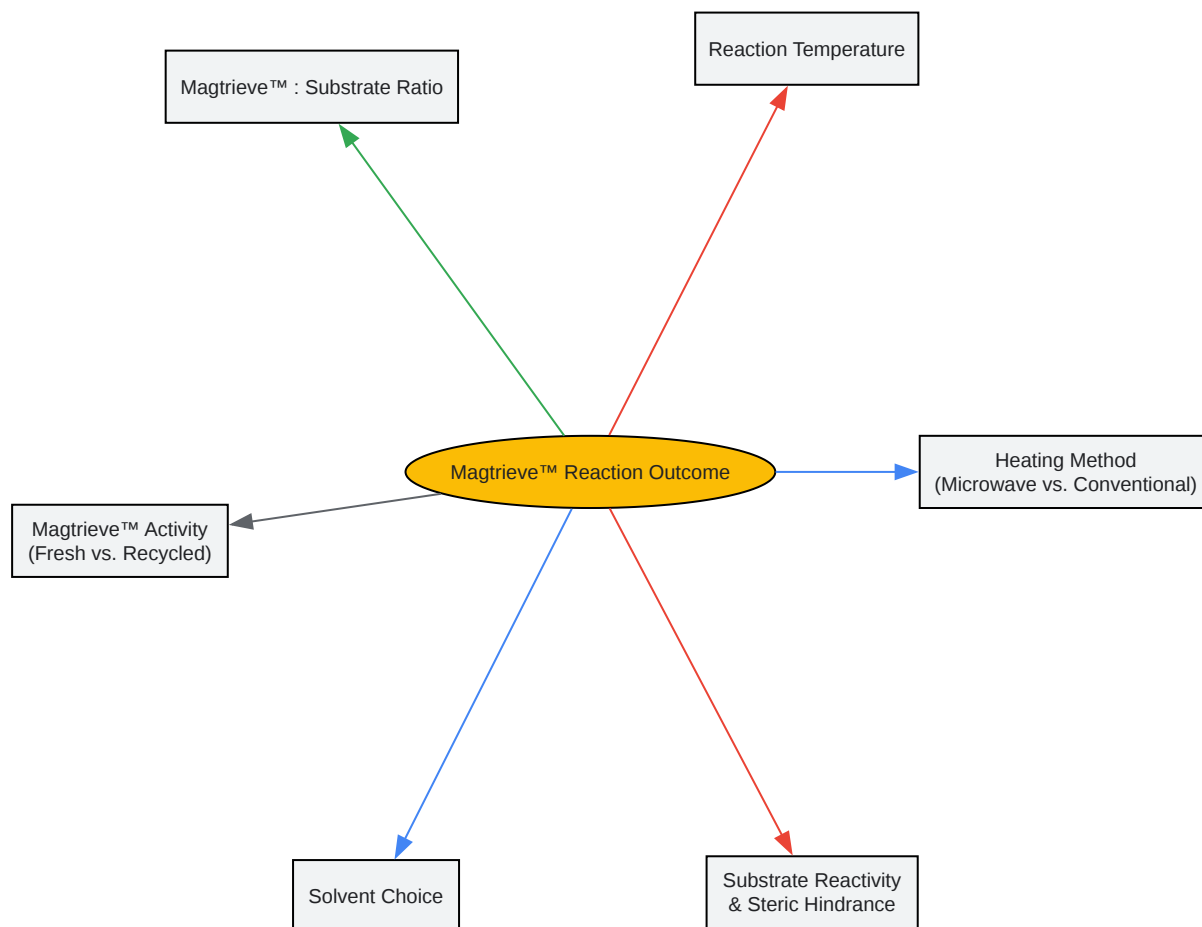 Reaction Temperature
Magtrieve™ : Substrate Ratio
Magtrieve™ Reaction Outcome
Heating Method
(Microwave vs. Conventional)
Magtrieve™ Activity
(Fresh vs. Recycled)
Solvent Choice
Substrate Reactivity
& Steric Hindrance